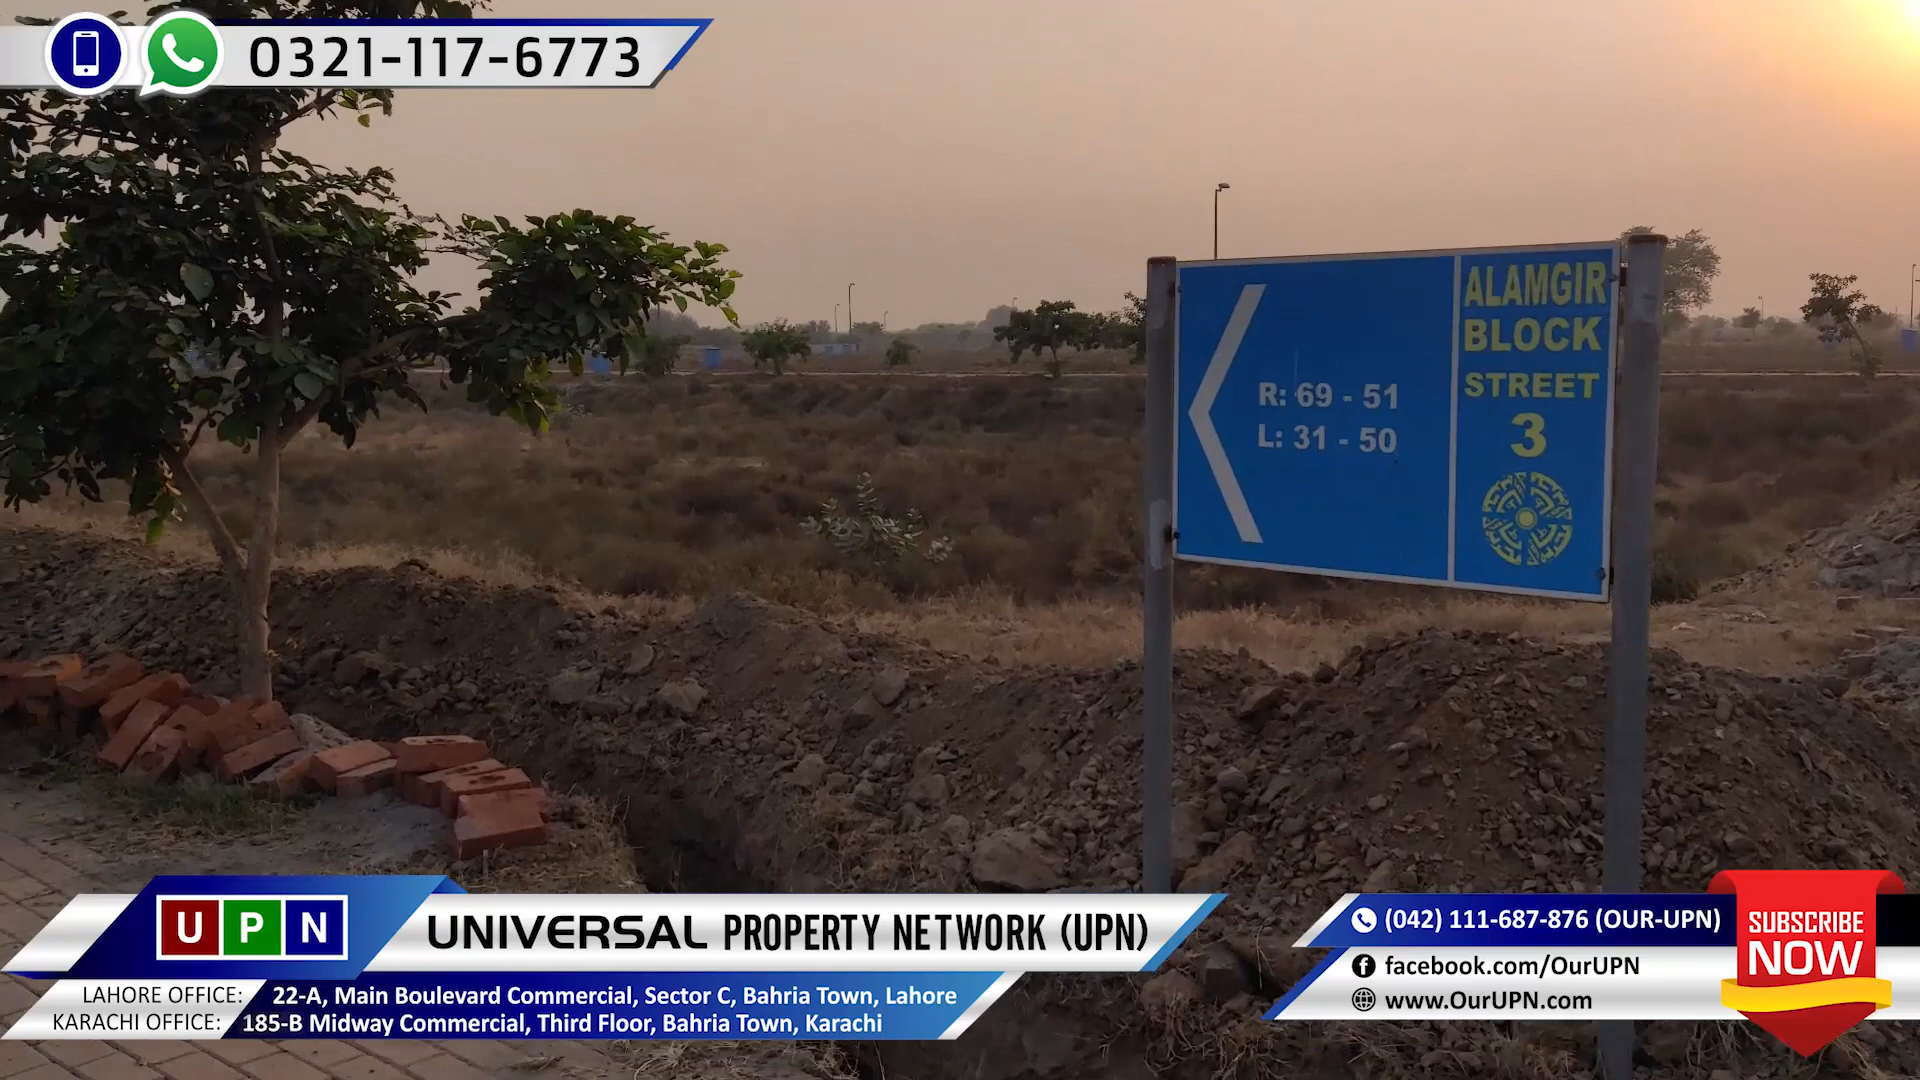 0321-117-6773
ALAMGIR
BLOCK
STREET
3
R: 69 - 51
L: 31 - 50
UPN
UNIVERSAL PROPERTY NETWORK (UPN)
LAHORE OFFICE: 22-A, Main Boulevard Commercial, Sector C, Bahria Town, Lahore
KARACHI OFFICE: 185-B Midway Commercial, Third Floor, Bahria Town, Karachi
(042) 111-687-876 (OUR-UPN)
facebook.com/OurUPN
www.OurUPN.com
SUBSCRIBE
NOW